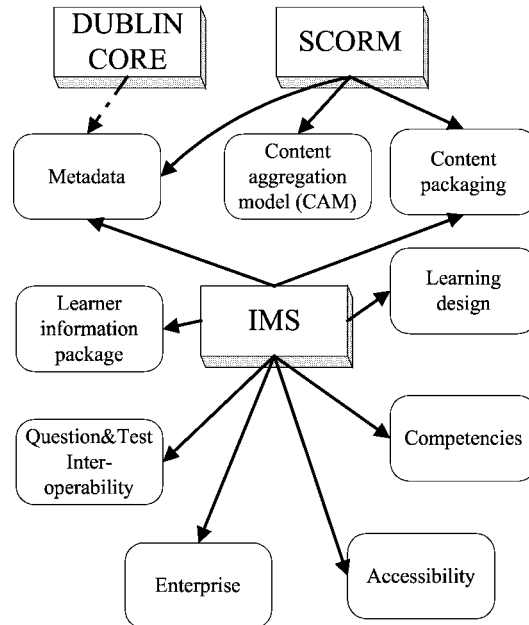 DUBLIN
CORE
SCORM
Metadata
Content
aggregation
model (CAM)
Content
packaging
Learner
information
package
IMS
Learning
design
Question&Test
Inter-
operability
Competencies
Enterprise
Accessibility